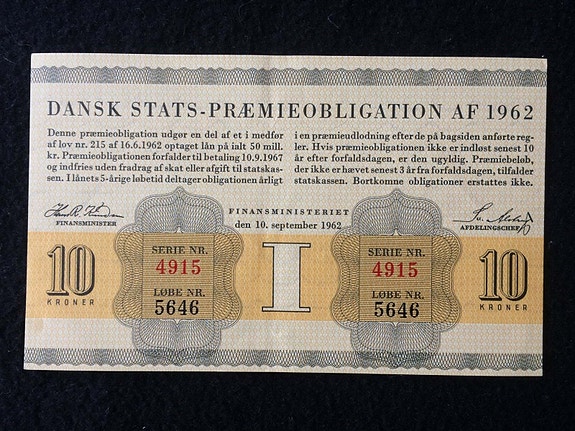 DANSK STATS-PRÆMIEOBLIGATION AF 1962
Denne præmieobligation udgør en del af et i medfør
af lov nr. 215 af 16.6.1962 optaget lån på ialt 50 mill.
kr. Præmieobligationen forfalder til betaling 10.9.1967
og indfries uden fradrag af skat eller afgift til statskas-
sen. I lånets 5-årige løbetid deltager obligationen årligt
i en præmieudlodning efter de på bagsiden anførte reg-
ler. Hvis præmieobligationen ikke er indløst senest 10
år efter forfaldsdagen, er den ugyldig. Præmiebeløb,
der ikke er hævet senest 3 år fra forfaldsdagen, tilfalder
statskassen. Bortkomne obligationer erstattes ikke.
FINANSMINISTER
FINANSMINISTERIET
den 10. september 1962
AFDELINGSCHEF
10
KRONER
SERIE NR.
4915
LØBE NR.
5646
I
SERIE NR.
4915
LØBE NR.
5646
10
KRONER